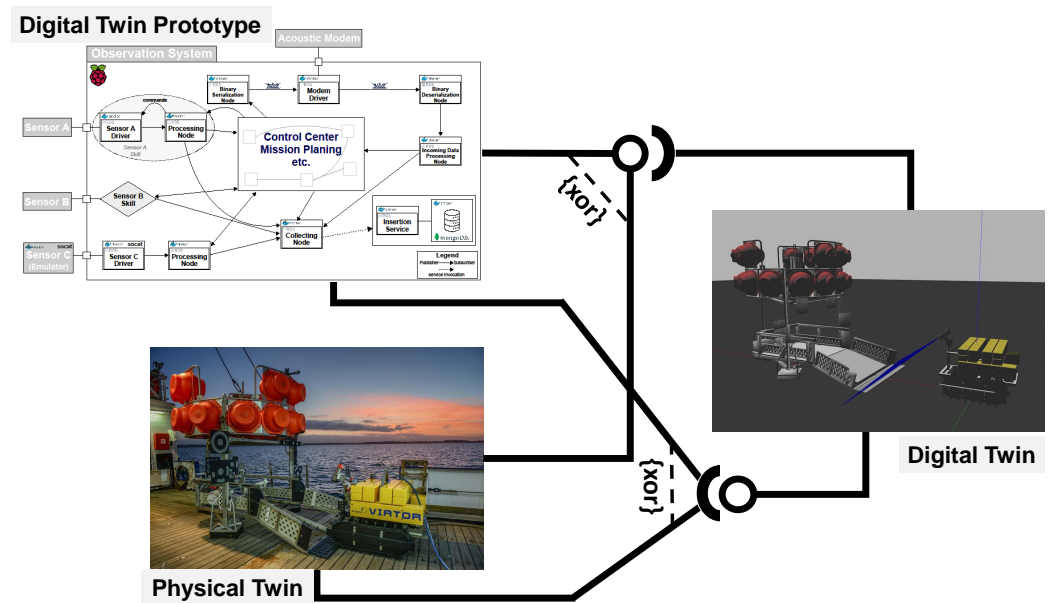 Digital Twin Prototype
Acoustic Modem
Observation System
Binary
Serialization
Node
Modem
Driver
Binary
Deserialization
Node
commands
Sensor A
Sensor A
Driver
Processing
Node
Sensor A
Skill
Control Center
Mission Planing
etc.
Incoming Data
Processing
Node
{xor}
Sensor B
Sensor B
Skill
Collecting
Node
Insertion
Service
mongoDB
socat
Sensor C
(Emulator)
socat
Sensor C
Driver
Processing
Node
Legend
Publisher
Subscriber
Service Invocation
VIATOR
{xor}
Digital Twin
Physical Twin